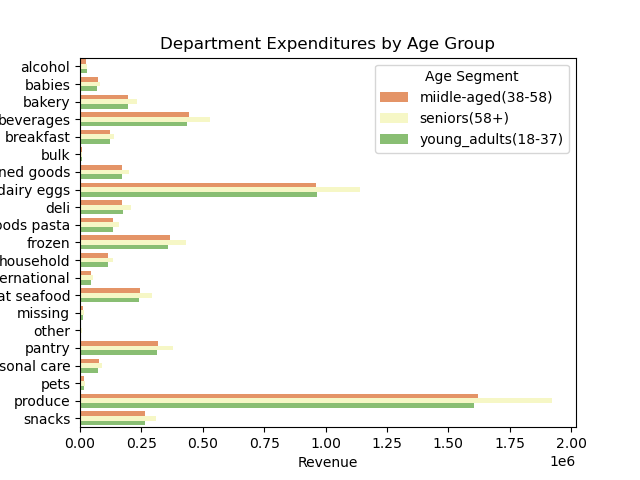 Department Expenditures by Age Group
Age Segment
miidle-aged(38-58)
seniors(58+)
young_adults(18-37)
alcohol
babies
bakery
beverages
breakfast
bulk
ned goods
dairy eggs
deli
oods pasta
frozen
household
ernational
at seafood
missing
other
pantry
sonal care
pets
produce
snacks
0.00 0.25 0.50 0.75 1.00 1.25 1.50 1.75 2.00
Revenue
1e6